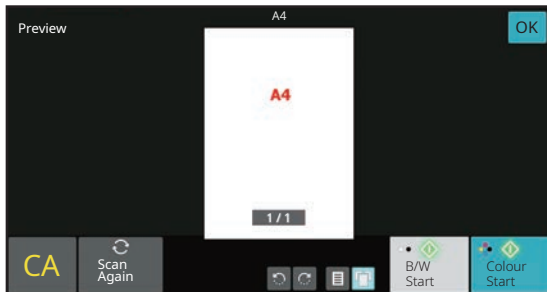 A4
Preview
OK
A4
1 / 1
CA
Scan
Again
B/W
Start
Colour
Start